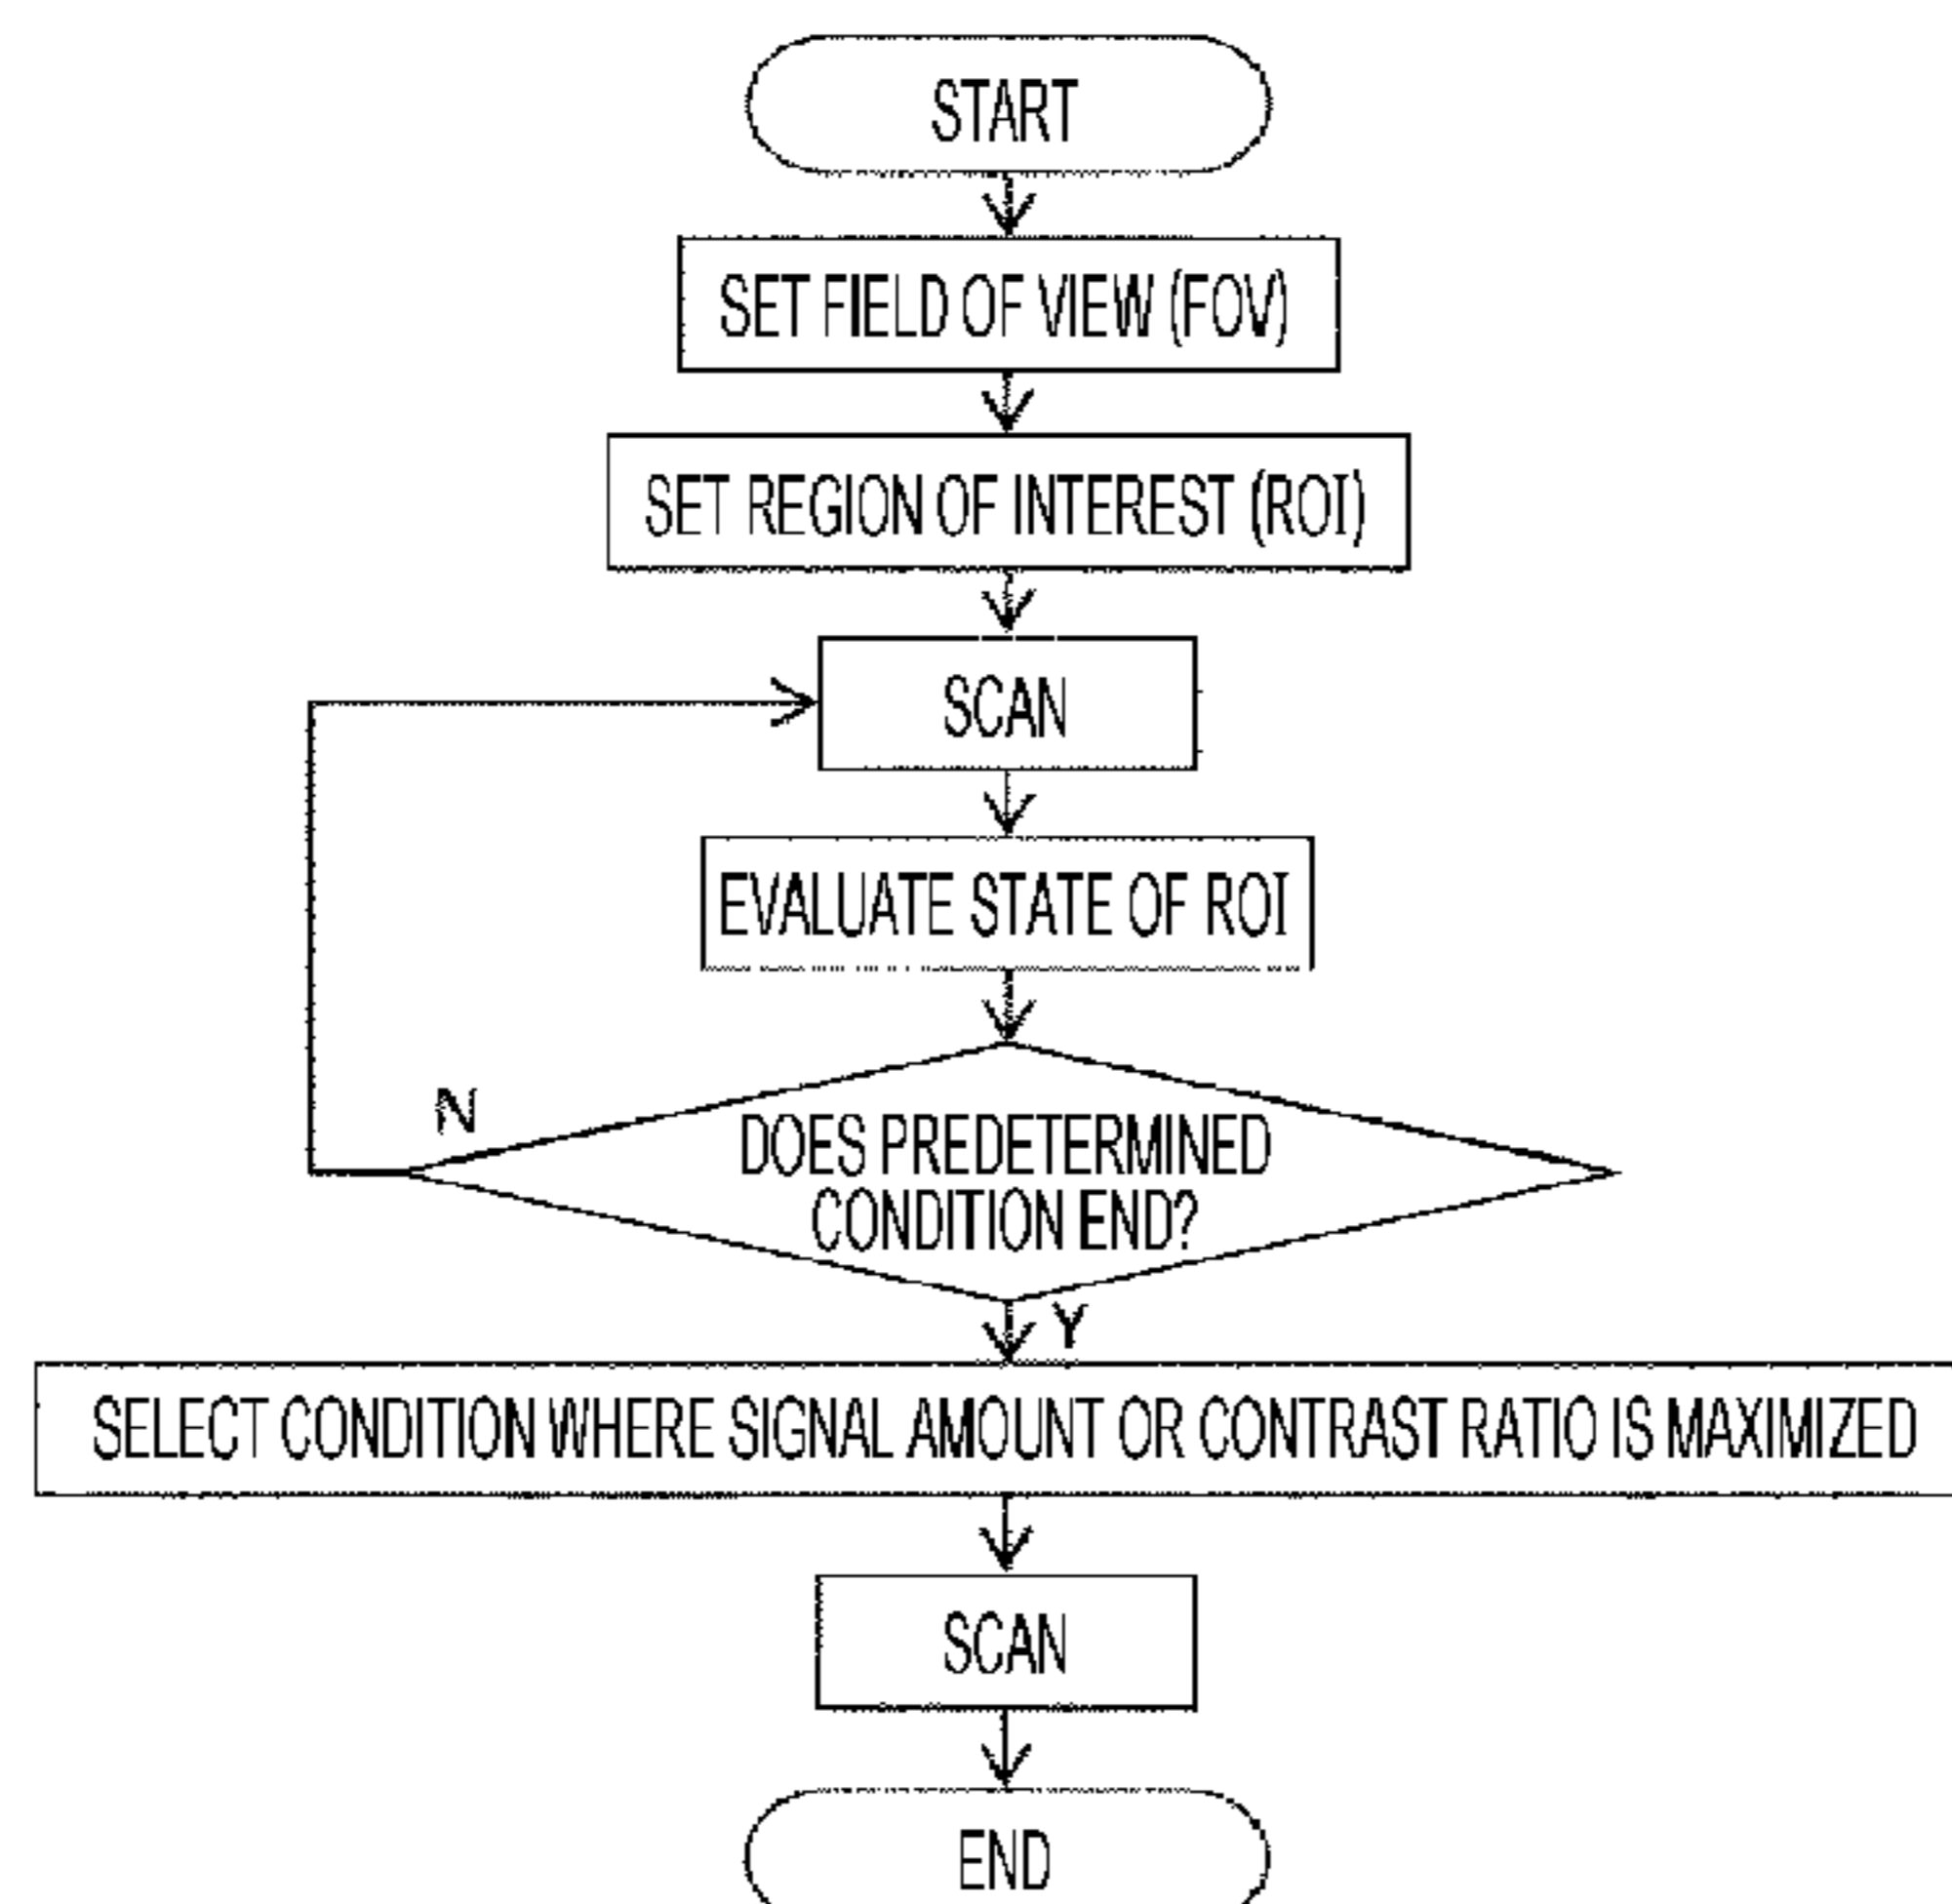 START
SET FIELD OF VIEW (FOV)
SET REGION OF INTEREST (ROI)
SCAN
EVALUATE STATE OF ROI
N
DOES PREDETERMINED
CONDITION END?
Y
SELECT CONDITION WHERE SIGNAL AMOUNT OR CONTRAST RATIO IS MAXIMIZED
SCAN
END